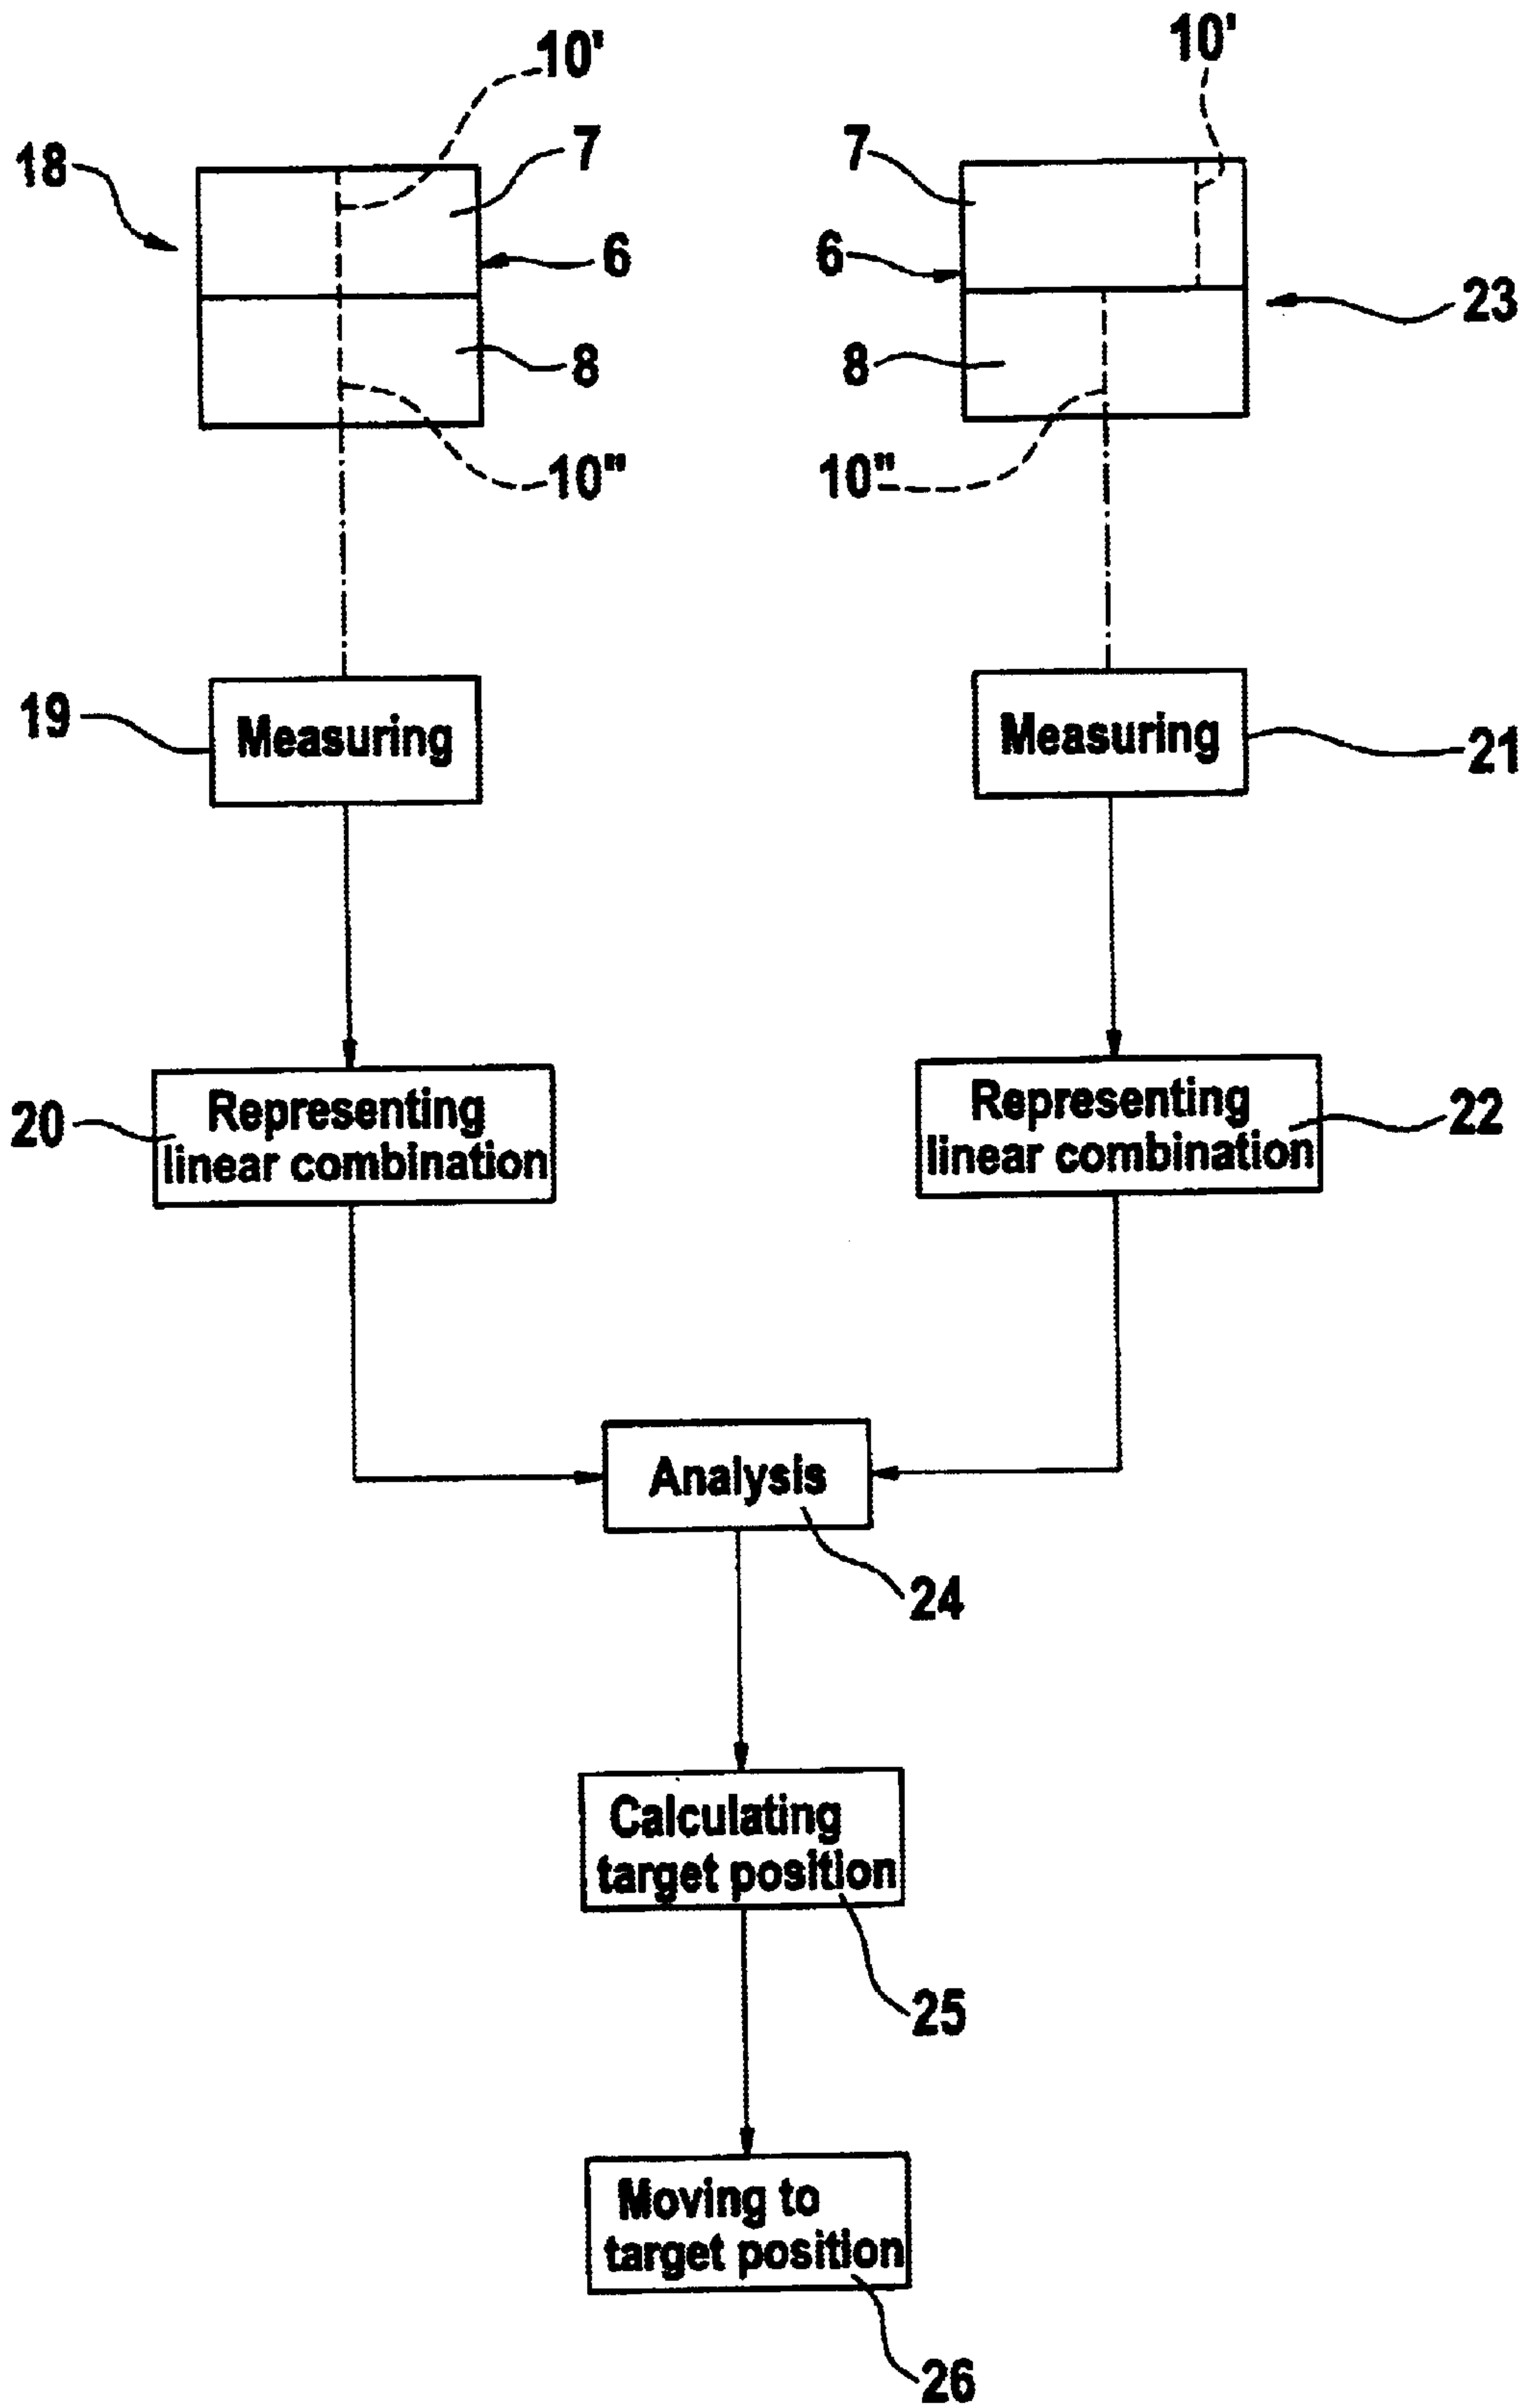 10'
10'
7
7
18
6
6
23
8
8
10"
10"
19
Measuring
Measuring
21
20
Representing
linear combination
Representing
linear combination
22
Analysis
24
Calculating
target position
25
Moving to
target position
26